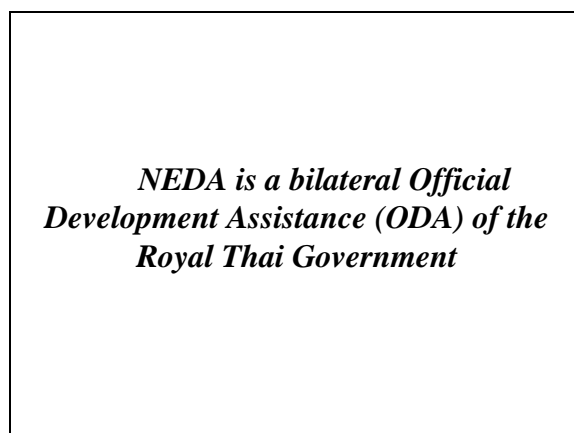 NEDA is a bilateral Official
Development Assistance (ODA) of the
Royal Thai Government